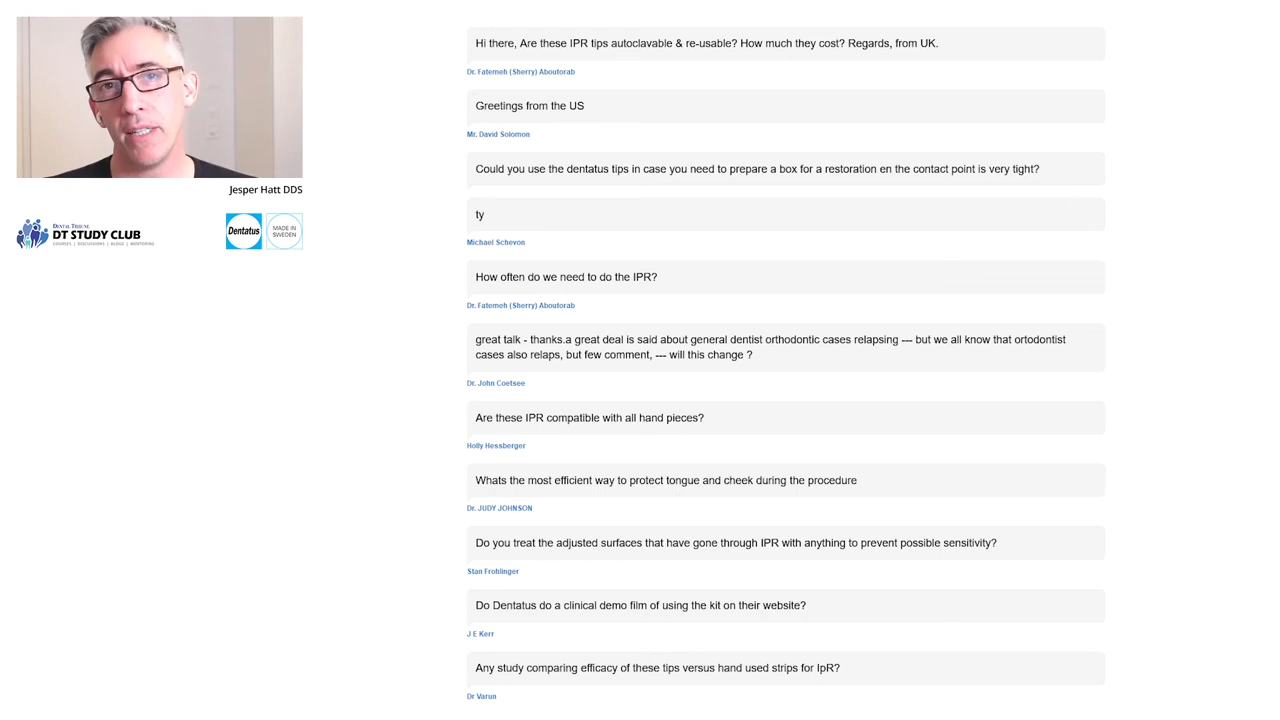 Jesper Hatt DDS
DENTAL TRIBUNE
DT STUDY CLUB
COURSES | DISCUSSIONS | BLOGS | MENTORING
Dentatus
MADE IN
SWEDEN
Hi there, Are these IPR tips autoclavable & re-usable? How much they cost? Regards, from UK.
Dr. Fatemeh (Sherry) Aboutorab
Greetings from the US
Mr. David Solomon
Could you use the dentatus tips in case you need to prepare a box for a restoration en the contact point is very tight?
ty
Michael Schevon
How often do we need to do the IPR?
Dr. Fatemeh (Sherry) Aboutorab
great talk - thanks.a great deal is said about general dentist orthodontic cases relapsing --- but we all know that ortodontist
cases also relaps, but few comment, --- will this change ?
Dr. John Coetsee
Are these IPR compatible with all hand pieces?
Holly Hessberger
Whats the most efficient way to protect tongue and cheek during the procedure
Dr. JUDY JOHNSON
Do you treat the adjusted surfaces that have gone through IPR with anything to prevent possible sensitivity?
Stan Frohlinger
Do Dentatus do a clinical demo film of using the kit on their website?
J E Kerr
Any study comparing efficacy of these tips versus hand used strips for IpR?
Dr Varun